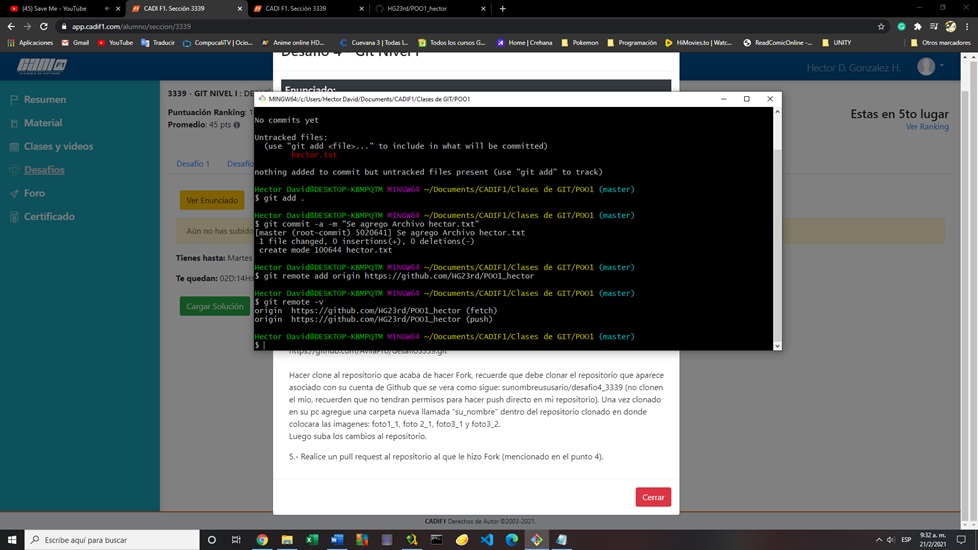 (45) Save Me - YouTube
CADI F1. Sección 3339
CADI F1. Sección 3339
HG23rd/POO1_hector
app.cadif1.com/alumno/seccion/3339
Aplicaciones
Gmail
YouTube
Traducir
CompucaliTV | Ocio...
Anime online HD...
Cuevana 3 | Todas l...
Todos los cursos G...
Home | Crehana
Pokemon
Programación
HiMovies.to | Watc...
ReadComicOnline -...
UNITY
Otros marcadores
CADI F1
Hector D. Gonzalez H.
Resumen
Material
Clases y videos
Desafíos
Foro
Certificado
3339 - GIT NIVEL I : DE
Puntuación Ranking: 1
Promedio: 45 pts
Estas en 5to lugar
Ver Ranking
Desafío 1
Desafío
Ver Enunciado
Aún no has subido
Tienes hasta: Martes,
Te quedan: 02D:14H
Cargar Solución
Desafío 4 - Git Nivel I
Enunciado:
MINGW64:/c/Users/Hector David/Documents/CADIF1/Clases de GIT/POO1
No commits yet
Untracked files:
(use "git add <file>..." to include in what will be committed)
hector.txt
nothing added to commit but untracked files present (use "git add" to track)
Hector David@DESKTOP-KBMPQTM MINGW64 ~/Documents/CADIF1/Clases de GIT/POO1 (master)
$ git add .
Hector David@DESKTOP-KBMPQTM MINGW64 ~/Documents/CADIF1/Clases de GIT/POO1 (master)
$ git commit -a -m "Se agrego Archivo hector.txt"
[master (root-commit) 5020641] Se agrego Archivo hector.txt
1 file changed, 0 insertions(+), 0 deletions(-)
create mode 100644 hector.txt
Hector David@DESKTOP-KBMPQTM MINGW64 ~/Documents/CADIF1/Clases de GIT/POO1 (master)
$ git remote add origin https://github.com/HG23rd/POO1_hector
Hector David@DESKTOP-KBMPQTM MINGW64 ~/Documents/CADIF1/Clases de GIT/POO1 (master)
$ git remote -v
origin https://github.com/HG23rd/POO1_hector (fetch)
origin https://github.com/HG23rd/POO1_hector (push)
Hector David@DESKTOP-KBMPQTM MINGW64 ~/Documents/CADIF1/Clases de GIT/POO1 (master)
$
https://github.com/AvilaPro/desafio3339.git
Hacer clone al repositorio que acaba de hacer Fork, recuerde que debe clonar el repositorio que aparece
asociado con su cuenta de Github que se vera como sigue: sunombreusuario/desafio4_3339 (no clonen
el mio, recuerden que no tendran permisos para hacer push directo en mi repositorio). Una vez clonado
en su pc agregue una carpeta nueva llamada "su_nombre" dentro del repositorio clonado en donde
colocara las imagenes: foto1_1, foto 2_1, foto3_1 y foto3_2.
Luego suba los cambios al repositorio.
5.- Realice un pull request al repositorio al que le hizo Fork (mencionado en el punto 4).
Cerrar
CADIF1 Derechos de Autor ©2003-2021.
Escribe aquí para buscar
ESP
9:32 a. m.
21/2/2021